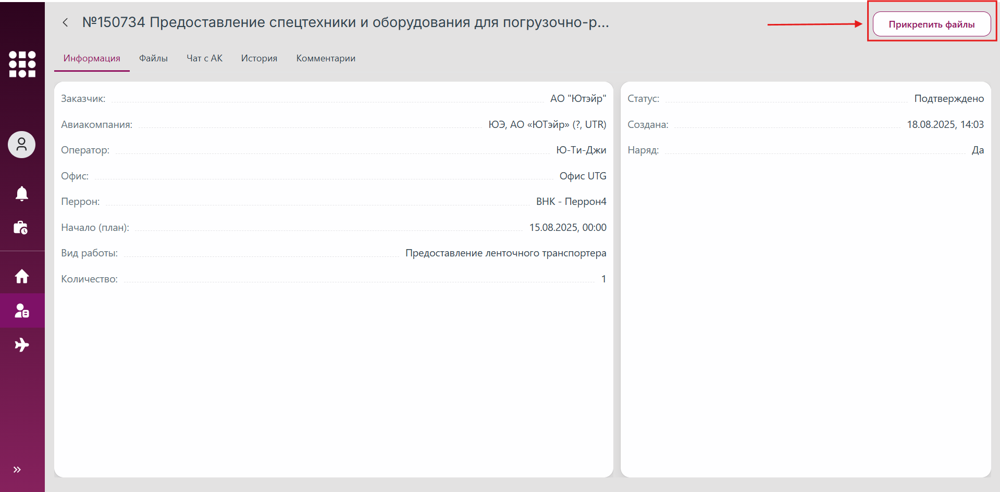 №150734 Предоставление спецтехники и оборудования для погрузочно-р...
Прикрепить файлы
Информация Файлы Чат с АК История Комментарии
Заказчик: АО "Ютэйр"
Авиакомпания: ЮЭ, АО «ЮТэйр» (?, UTR)
Оператор: Ю-Ти-Джи
Офис: Офис UTG
Перрон: ВНК - Перрон4
Начало (план): 15.08.2025, 00:00
Вид работы: Предоставление ленточного транспортера
Количество: 1
Статус: Подтверждено
Создана: 18.08.2025, 14:03
Наряд: Да